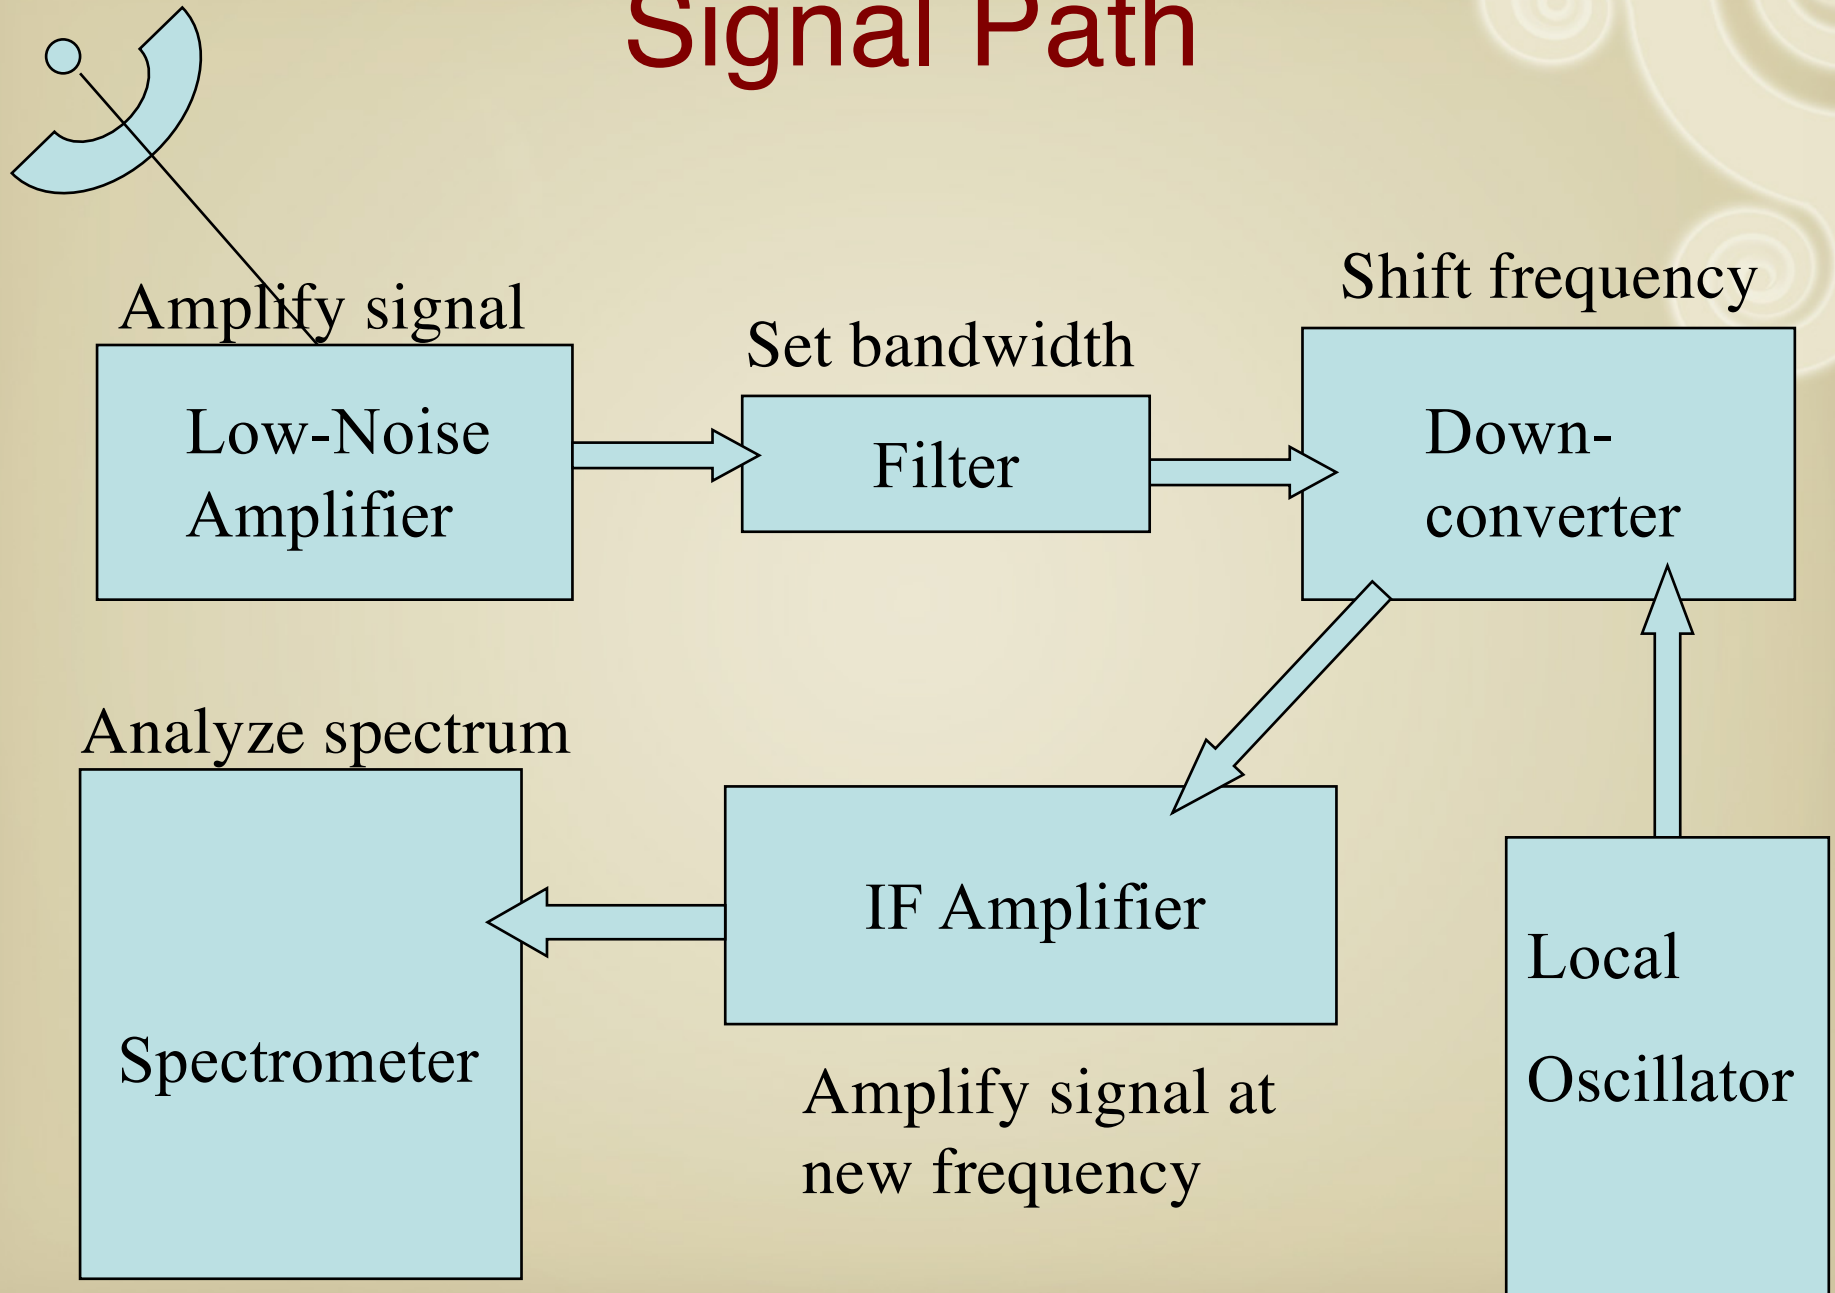 Signal Path
Amplify signal
Low-Noise
Amplifier
Set bandwidth
Filter
Shift frequency
Down-
converter
Analyze spectrum
Spectrometer
IF Amplifier
Amplify signal at
new frequency
Local
Oscillator